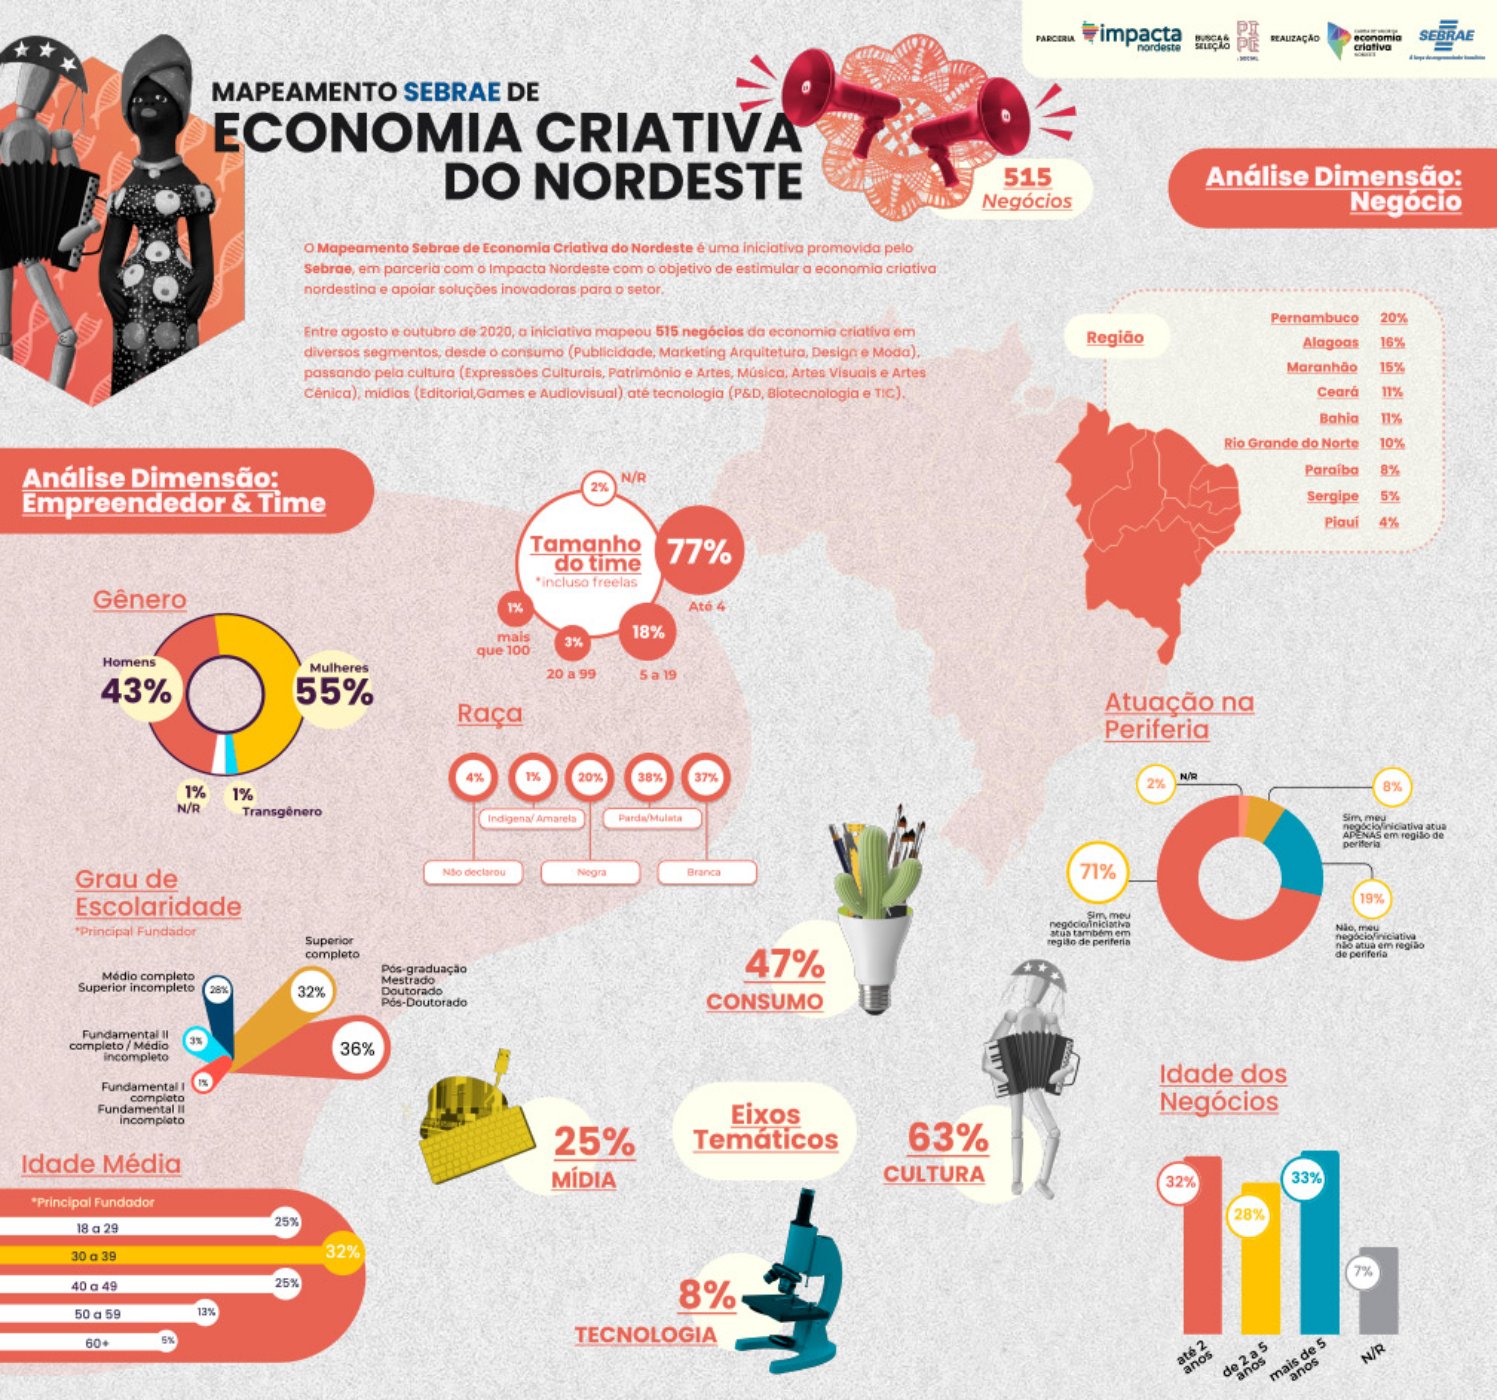 PARCERIA
impacta
nordeste
BUSCA &
SELEÇÃO
PIPE
.SOCIAL
REALIZAÇÃO
economia
criativa
NORDESTE
SEBRAE
MAPEAMENTO SEBRAE DE
ECONOMIA CRIATIVA
DO NORDESTE
515
Negócios
O Mapeamento Sebrae de Economia Criativa do Nordeste é uma iniciativa promovida pelo
Sebrae, em parceria com o Impacta Nordeste com o objetivo de estimular a economia criativa
nordestina e apoiar soluções inovadoras para o setor.
Entre agosto e outubro de 2020, a iniciativa mapeou 515 negócios da economia criativa em
diversos segmentos, desde o consumo (Publicidade, Marketing Arquitetura, Design e Moda),
passando pela cultura (Expressões Culturais, Patrimônio e Artes, Música, Artes Visuais e Artes
Cênica), mídias (Editorial,Games e Audiovisual) até tecnologia (P&D, Biotecnologia e TIC).
Análise Dimensão:
Negócio
Região
Pernambuco 20%
Alagoas 16%
Maranhão 15%
Ceará 11%
Bahia 11%
Rio Grande do Norte 10%
Paraíba 8%
Sergipe 5%
Piauí 4%
Análise Dimensão:
Empreendedor & Time
Gênero
Homens
43%
Mulheres
55%
1%
N/R
1%
Transgênero
Tamanho
do time
*incluso freelas
2%
N/R
77%
Até 4
18%
5 a 19
3%
20 a 99
1%
mais
que 100
Raça
4%
1%
20%
38%
37%
Indígena/ Amarela
Parda/Mulata
Não declarou
Negra
Branca
Grau de
Escolaridade
*Principal Fundador
Superior
completo
32%
Pós-graduação
Mestrado
Doutorado
Pós-Doutorado
36%
Médio completo
Superior incompleto
28%
Fundamental II
completo / Médio
incompleto
3%
Fundamental I
completo
Fundamental II
incompleto
1%
Idade Média
*Principal Fundador
18 a 29 25%
30 a 39 32%
40 a 49 25%
50 a 59 13%
60+ 5%
Eixos
Temáticos
47%
CONSUMO
25%
MÍDIA
63%
CULTURA
8%
TECNOLOGIA
Atuação na
Periferia
2%
N/R
8%
Sim, meu
negócio/iniciativa atua
APENAS em região de
periferia
71%
Sim, meu
negócio/iniciativa
atua também em
região de periferia
19%
Não, meu
negócio/iniciativa
não atua em região
de periferia
Idade dos
Negócios
32%
28%
33%
7%
até 2
anos
de 2 a 5
anos
mais de 5
anos
N/R